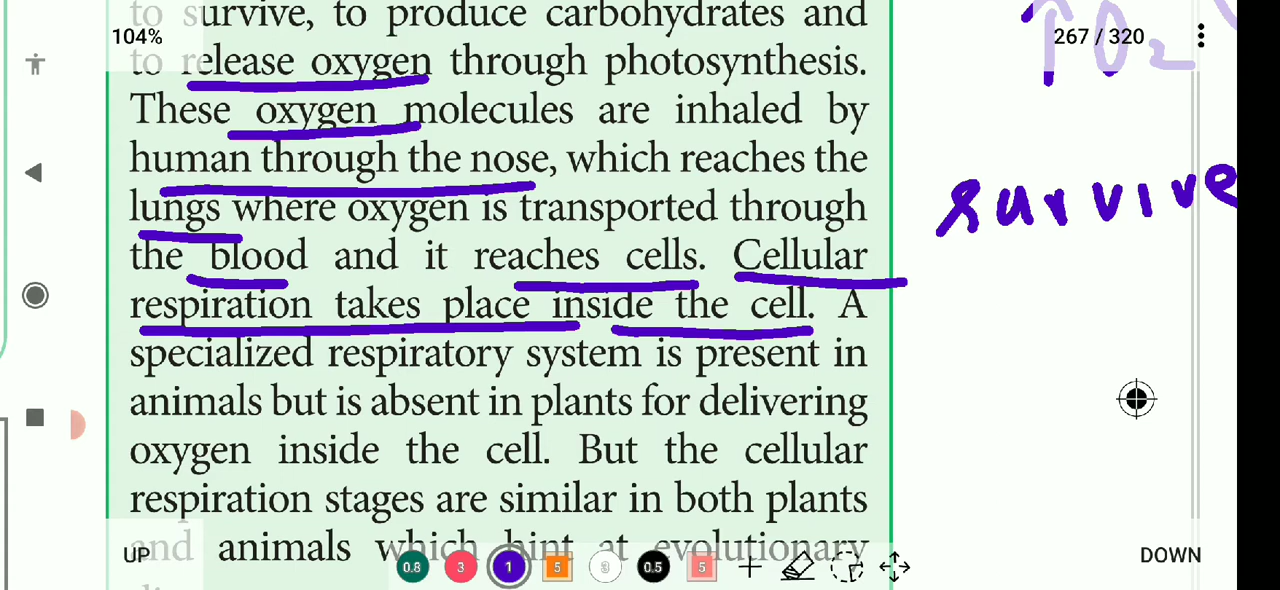 to survive, to produce carbohydrates and
104%
267 / 320
↑O2
to release oxygen through photosynthesis.
These oxygen molecules are inhaled by
human through the nose, which reaches the
survive
lungs where oxygen is transported through
the blood and it reaches cells. Cellular
respiration takes place inside the cell. A
specialized respiratory system is present in
animals but is absent in plants for delivering
oxygen inside the cell. But the cellular
respiration stages are similar in both plants
and animals which hint at evolutionary
UP
DOWN
0.8 3 1 5 3 0.5 5